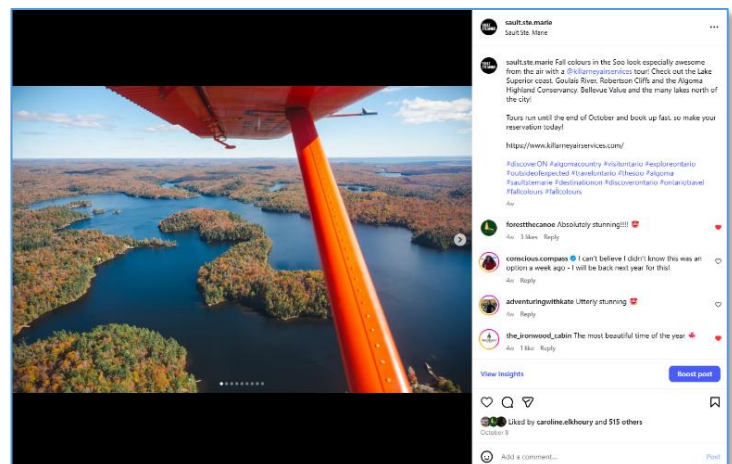 sault.ste.marie
Sault Ste. Marie
sault.ste.marie Fall colours in the Soo look especially awesome
from the air with a @killarneyairservices tour! Check out the Lake
Superior coast, Goulais River, Robertson Cliffs and the Algoma
Highland Conservancy, Bellevue Value and the many lakes north of
the city!
Tours run until the end of October and book up fast, so make your
reservation today!
https://www.killarneyairservices.com/
#discoverON #algomacountry #visitontario #exploreontario
#outsideofexpected #travelontario #thesoo #algoma
#saultstemarie #destinationon #discoverontario #ontariotravel
#fallcolours #fallcolours
4w
forestthecanoe Absolutely stunning!!!!
4w 3 likes Reply
conscious.compass I can't believe I didn't know this was an
option a week ago - I will be back next year for this!
4w Reply
adventuringwithkate Utterly stunning
4w Reply
the_ironwood_cabin The most beautiful time of the year
4w 1 like Reply
View Insights
Boost post
Liked by caroline.elkhoury and 515 others
October 8
Add a comment...
Post